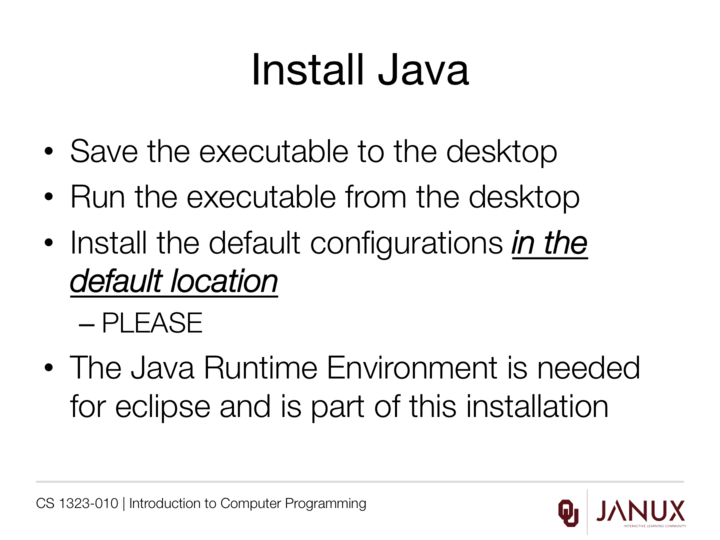 Install Java
• Save the executable to the desktop
• Run the executable from the desktop
• Install the default configurations in the
default location
– PLEASE
• The Java Runtime Environment is needed
for eclipse and is part of this installation
CS 1323-010 | Introduction to Computer Programming
OU
JANUX
INTERACTIVE LEARNING COMMUNITY